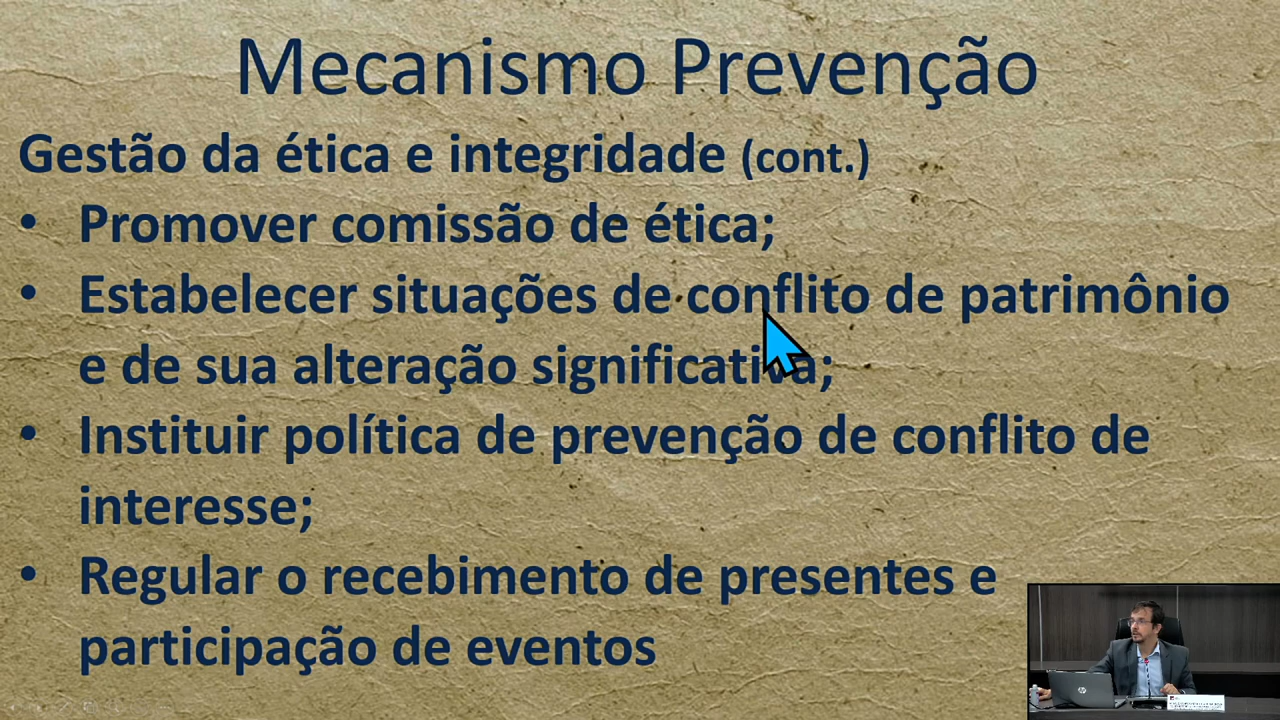 Mecanismo Prevenção
Gestão da ética e integridade (cont.)
• Promover comissão de ética;
• Estabelecer situações de conflito de patrimônio
e de sua alteração significativa;
• Instituir política de prevenção de conflito de
interesse;
• Regular o recebimento de presentes e
participação de eventos
hp